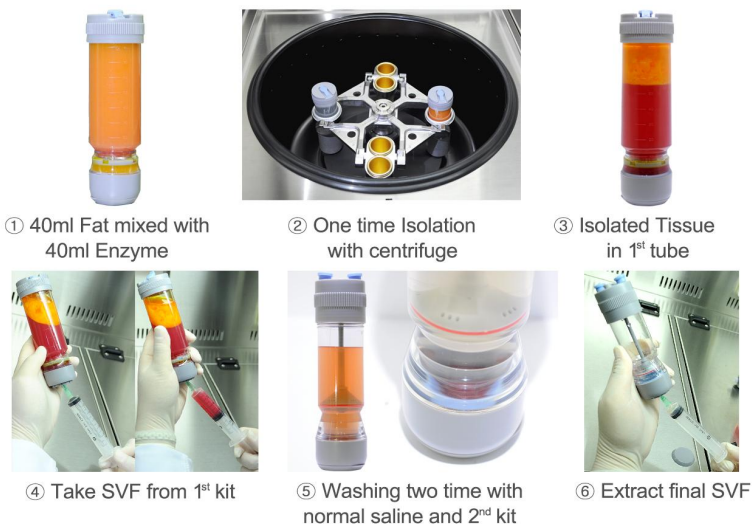 ① 40ml Fat mixed with
40ml Enzyme
② One time Isolation
with centrifuge
③ Isolated Tissue
in 1st tube
④ Take SVF from 1st kit
⑤ Washing two time with
normal saline and 2nd kit
⑥ Extract final SVF